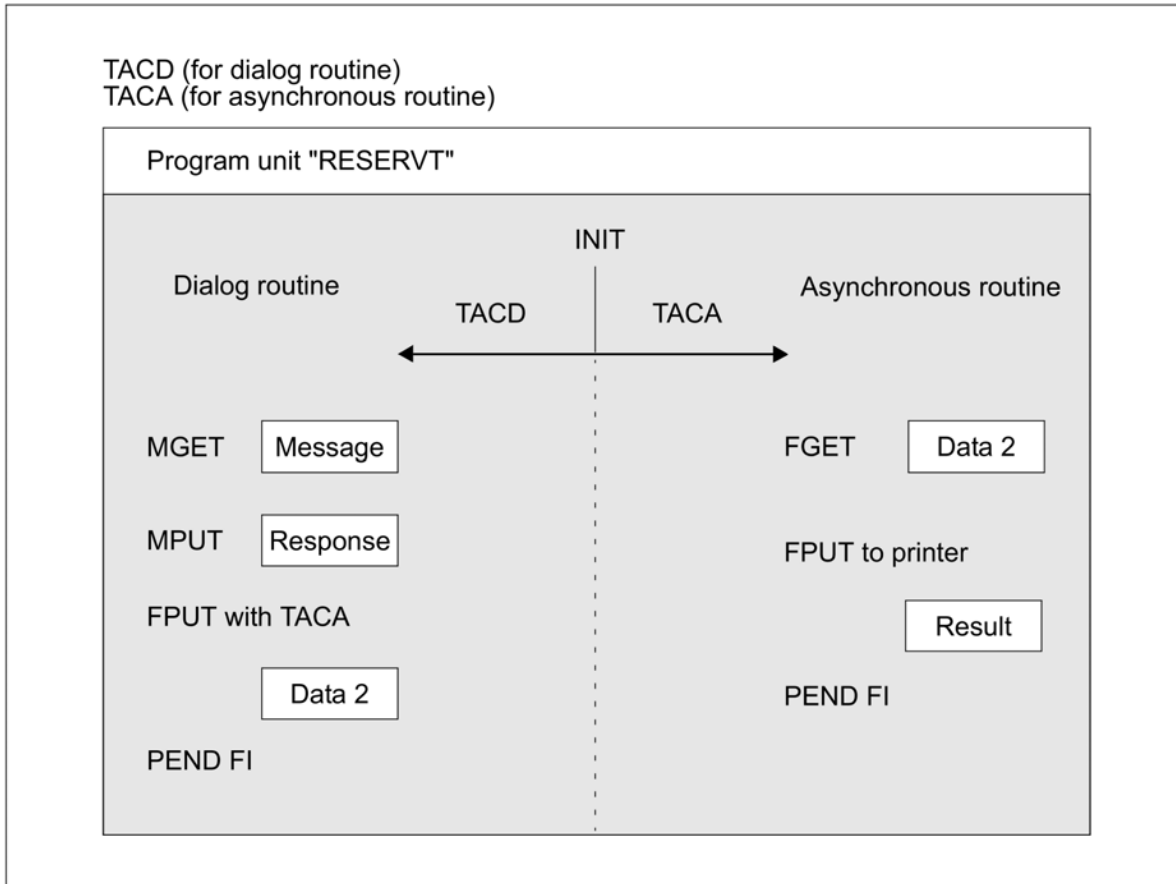 TACD (for dialog routine)
TACA (for asynchronous routine)
Program unit "RESERVT"
INIT
Dialog routine
Asynchronous routine
TACD
TACA
MGET Message
FGET Data 2
MPUT Response
FPUT to printer
FPUT with TACA
Result
Data 2
PEND FI
PEND FI